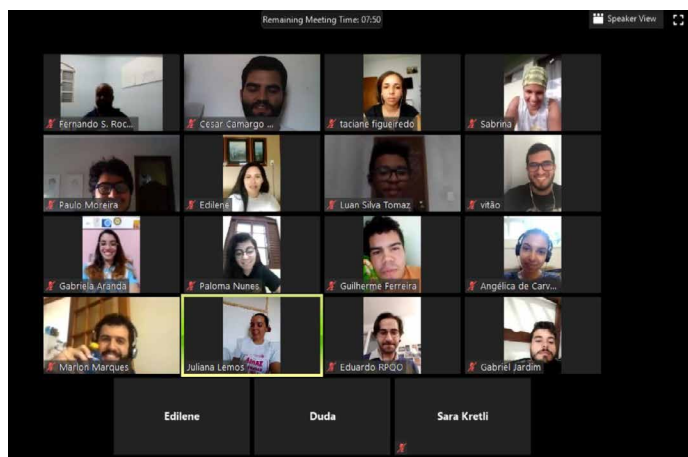 Remaining Meeting Time: 07:50
Speaker View
Fernando S. Roc...
Cesar Camargo ...
taciane figueiredo
Sabrina
Paulo Moreira
Edilene
Luan Silva Tomaz
vitão
Gabriela Aranda
Paloma Nunes
Guilherme Ferreira
Angélica de Carv...
Marlon Marques
Juliana Lemos
Eduardo RPQO
Gabriel Jardim
Edilene
Duda
Sara Kretli